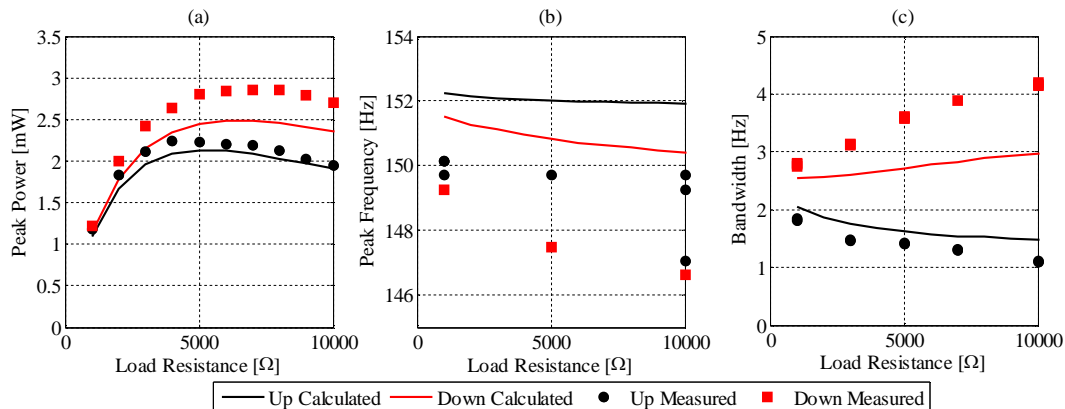 (a)
(b)
(c)
3.5
3
2.5
2
1.5
1
0.5
0
Peak Power [mW]
0
5000
10000
Load Resistance [Ω]
154
152
150
148
146
Peak Frequency [Hz]
0
5000
10000
Load Resistance [Ω]
5
4
3
2
1
0
Bandwidth [Hz]
0
5000
10000
Load Resistance [Ω]
Up Calculated Down Calculated Up Measured Down Measured